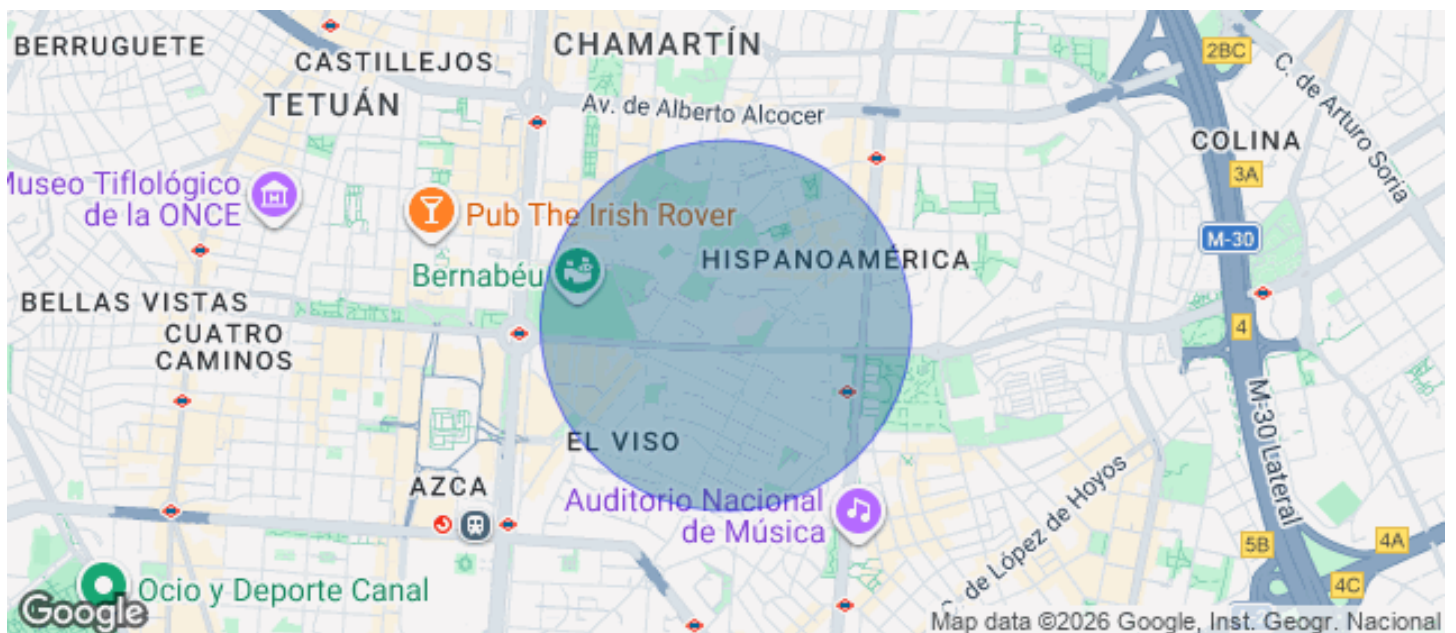 BERRUGUETE
CASTILLEJOS
CHAMARTÍN
TETUÁN
Av. de Alberto Alcocer
2BC
C. de Arturo Soria
COLINA
3A
Museo Tiflológico
de la ONCE
Pub The Irish Rover
M-30
Bernabéu
HISPANOAMÉRICA
BELLAS VISTAS
CUATRO
CAMINOS
4
M-30 Lateral
EL VISO
AZCA
Auditorio Nacional
de Música
C. de López de Hoyos
5B
4A
4C
Ocio y Deporte Canal
Google
Map data ©2026 Google, Inst. Geogr. Nacional